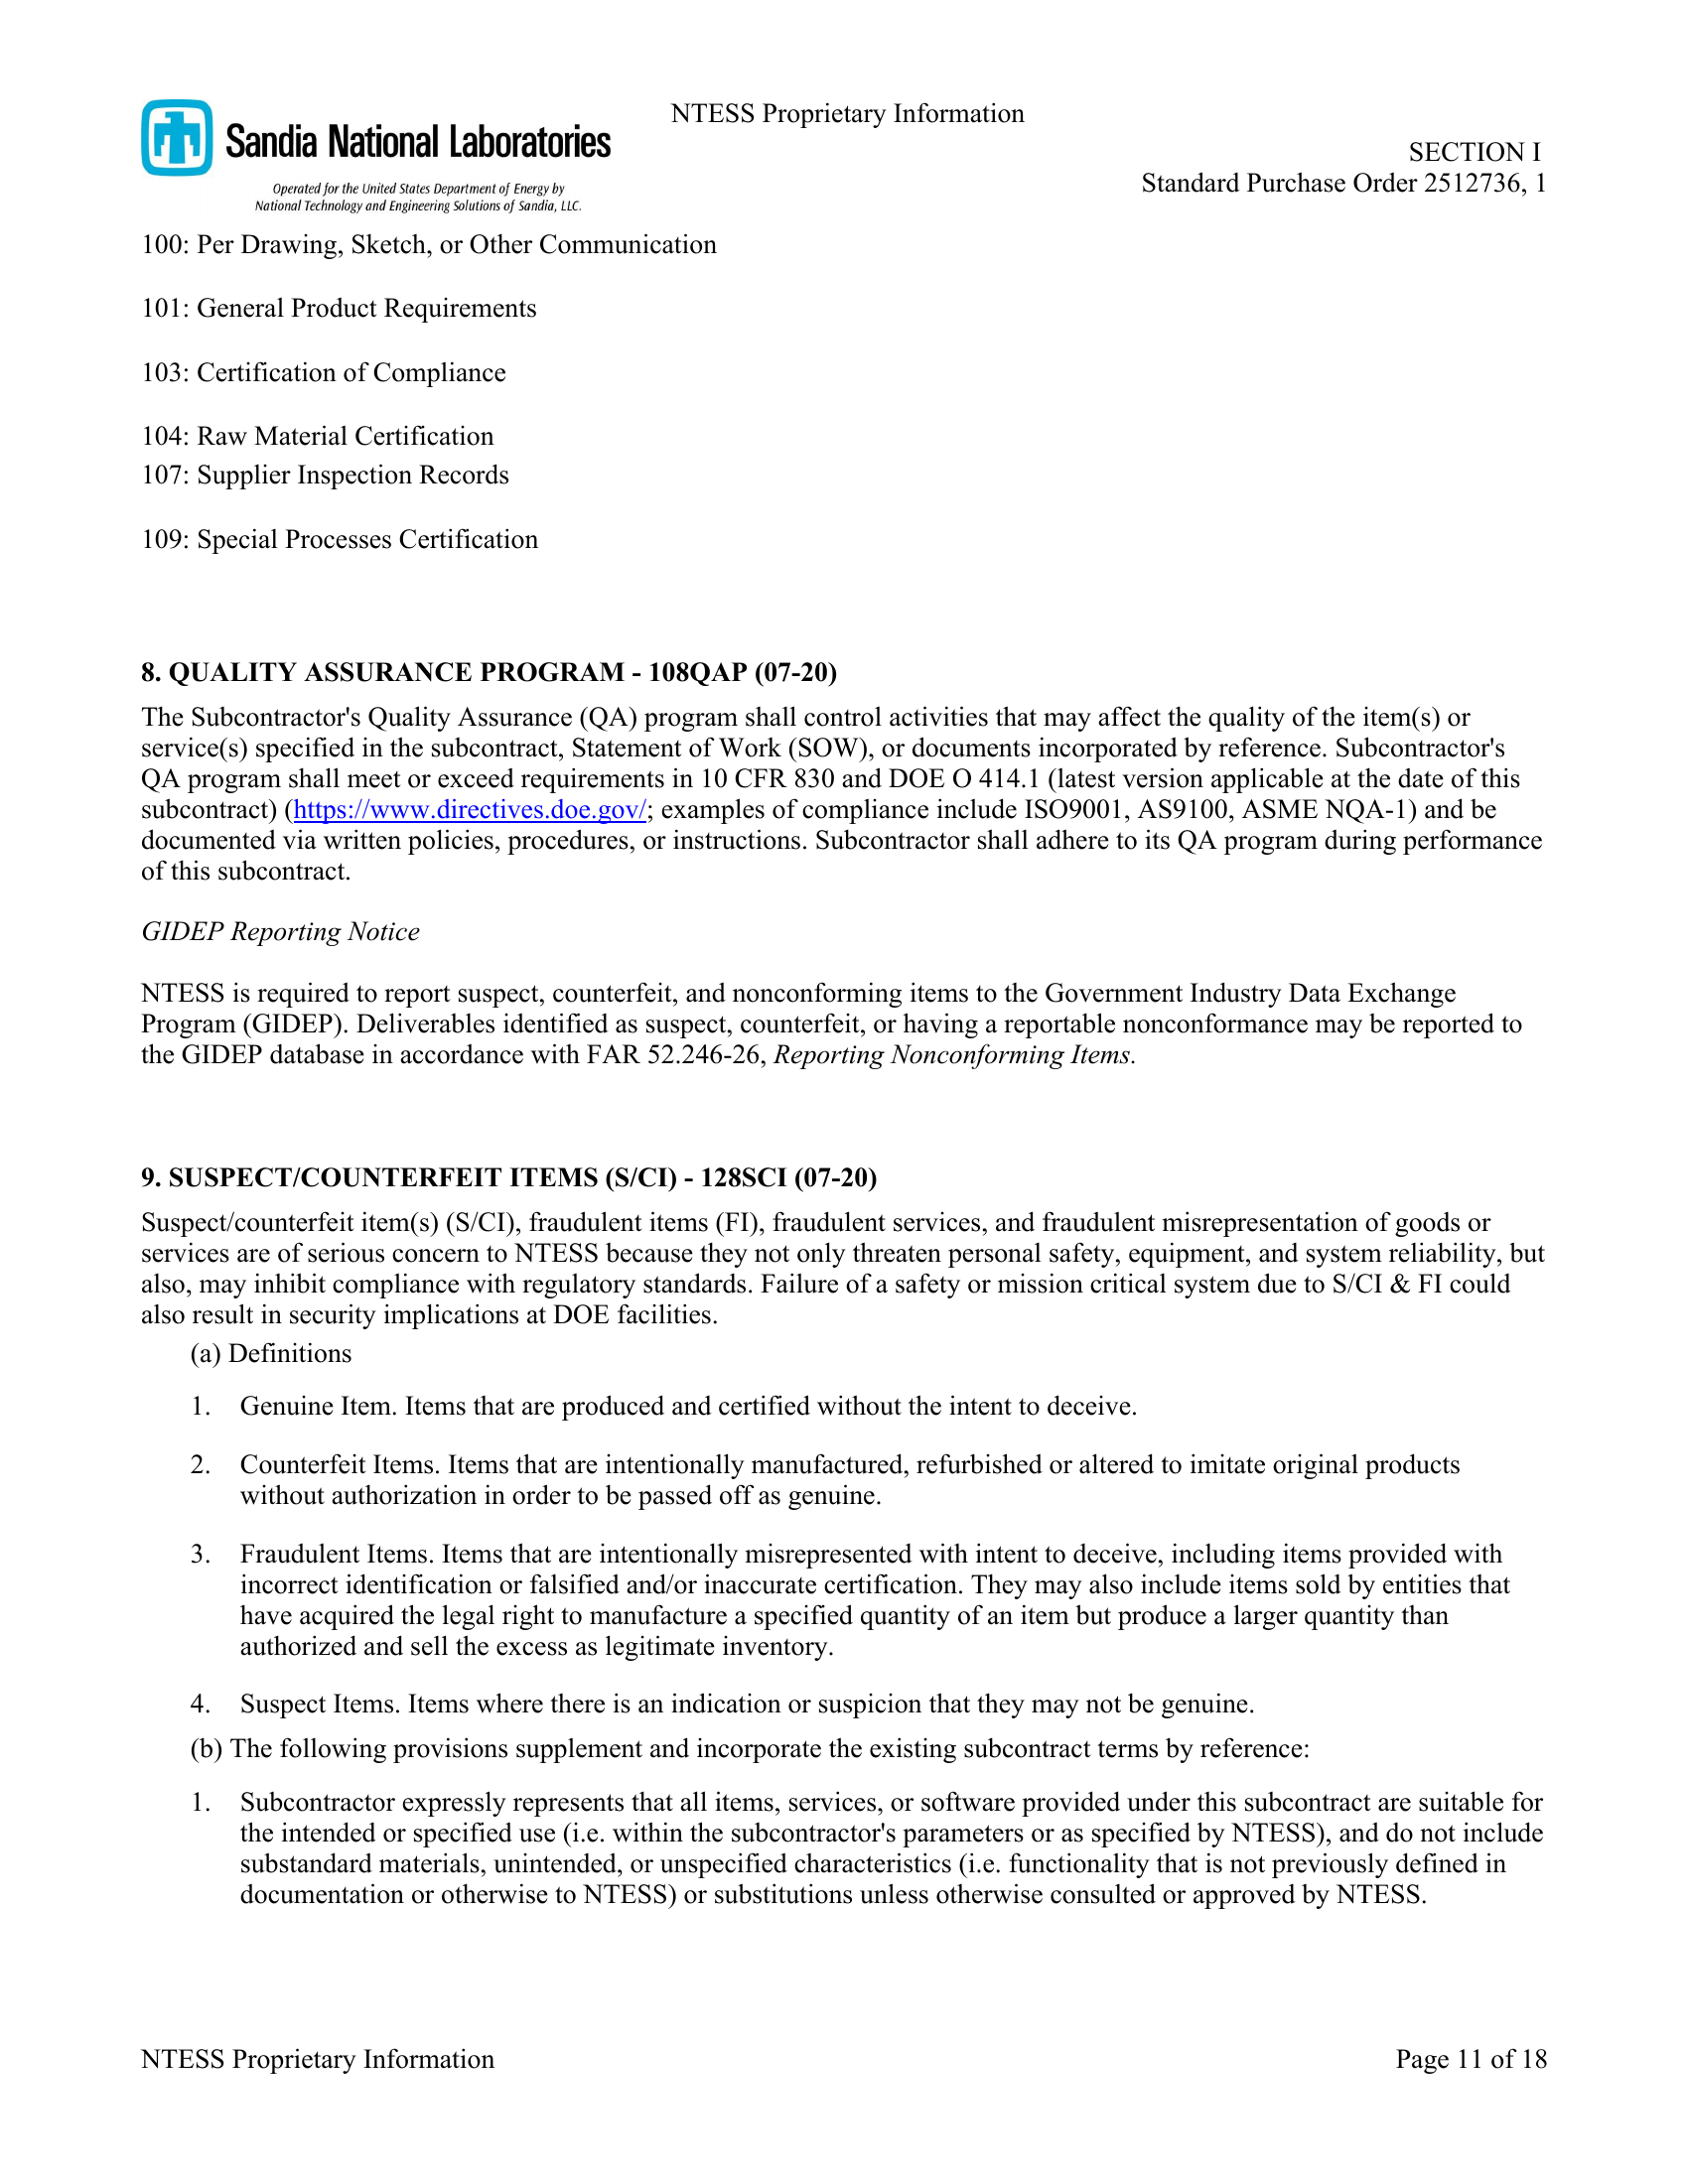 NTESS Proprietary Information
Sandia National Laboratories
Operated for the United States Department of Energy by
National Technology and Engineering Solutions of Sandia, LLC.
SECTION I
Standard Purchase Order 2512736, 1
100: Per Drawing, Sketch, or Other Communication
101: General Product Requirements
103: Certification of Compliance
104: Raw Material Certification
107: Supplier Inspection Records
109: Special Processes Certification
8. QUALITY ASSURANCE PROGRAM - 108QAP (07-20)
The Subcontractor's Quality Assurance (QA) program shall control activities that may affect the quality of the item(s) or
service(s) specified in the subcontract, Statement of Work (SOW), or documents incorporated by reference. Subcontractor's
QA program shall meet or exceed requirements in 10 CFR 830 and DOE O 414.1 (latest version applicable at the date of this
subcontract) (https://www.directives.doe.gov/; examples of compliance include ISO9001, AS9100, ASME NQA-1) and be
documented via written policies, procedures, or instructions. Subcontractor shall adhere to its QA program during performance
of this subcontract.
GIDEP Reporting Notice
NTESS is required to report suspect, counterfeit, and nonconforming items to the Government Industry Data Exchange
Program (GIDEP). Deliverables identified as suspect, counterfeit, or having a reportable nonconformance may be reported to
the GIDEP database in accordance with FAR 52.246-26, Reporting Nonconforming Items.
9. SUSPECT/COUNTERFEIT ITEMS (S/CI) - 128SCI (07-20)
Suspect/counterfeit item(s) (S/CI), fraudulent items (FI), fraudulent services, and fraudulent misrepresentation of goods or
services are of serious concern to NTESS because they not only threaten personal safety, equipment, and system reliability, but
also, may inhibit compliance with regulatory standards. Failure of a safety or mission critical system due to S/CI & FI could
also result in security implications at DOE facilities.
(a) Definitions
1. Genuine Item. Items that are produced and certified without the intent to deceive.
2. Counterfeit Items. Items that are intentionally manufactured, refurbished or altered to imitate original products
without authorization in order to be passed off as genuine.
3. Fraudulent Items. Items that are intentionally misrepresented with intent to deceive, including items provided with
incorrect identification or falsified and/or inaccurate certification. They may also include items sold by entities that
have acquired the legal right to manufacture a specified quantity of an item but produce a larger quantity than
authorized and sell the excess as legitimate inventory.
4. Suspect Items. Items where there is an indication or suspicion that they may not be genuine.
(b) The following provisions supplement and incorporate the existing subcontract terms by reference:
1. Subcontractor expressly represents that all items, services, or software provided under this subcontract are suitable for
the intended or specified use (i.e. within the subcontractor's parameters or as specified by NTESS), and do not include
substandard materials, unintended, or unspecified characteristics (i.e. functionality that is not previously defined in
documentation or otherwise to NTESS) or substitutions unless otherwise consulted or approved by NTESS.
NTESS Proprietary Information
Page 11 of 18